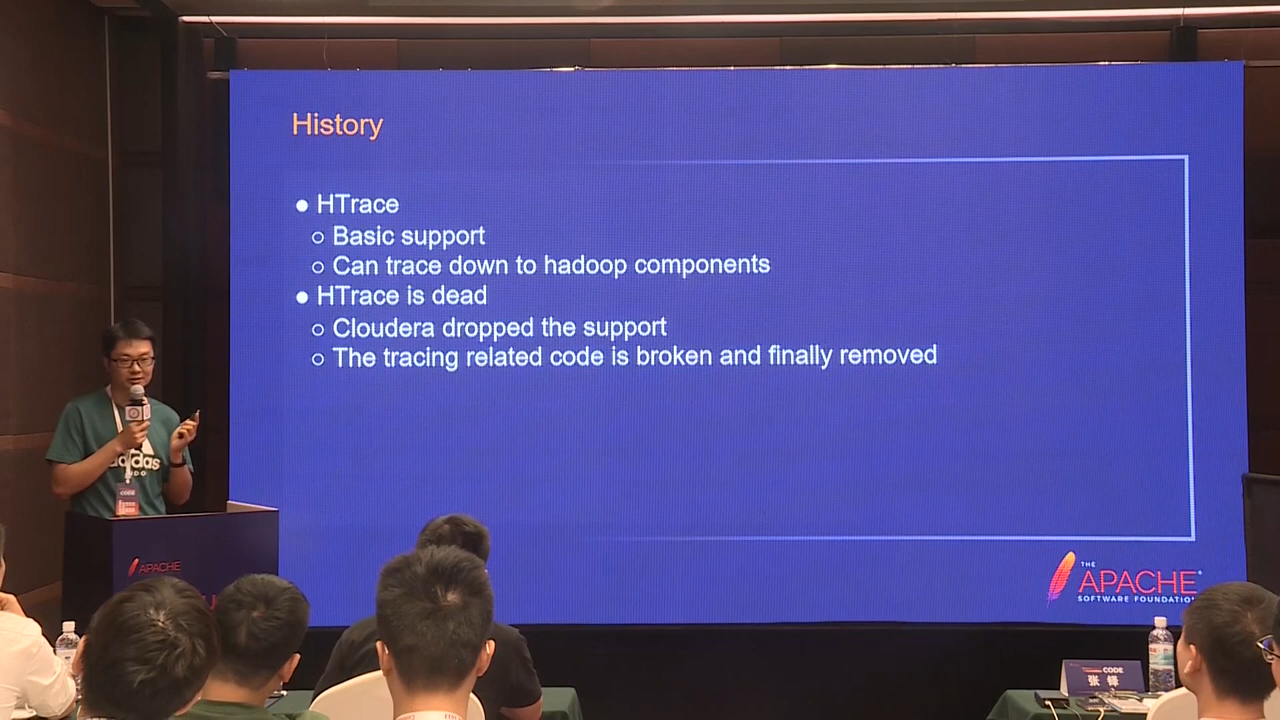 History
● HTrace
○ Basic support
○ Can trace down to hadoop components
● HTrace is dead
○ Cloudera dropped the support
○ The tracing related code is broken and finally removed
THE
APACHE
SOFTWARE FOUNDATION
adidas
CODE
APACHE
CODE
张 铎